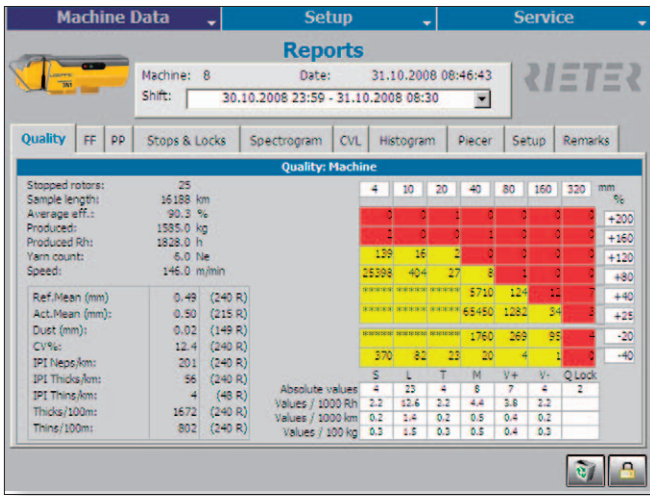 Machine Data Setup Service
Reports
RIETER
Machine: 8 Date: 31.10.2008 08:46:43
Shift: 30.10.2008 23:59 - 31.10.2008 08:30
Quality FF PP Stops & Locks Spectrogram CVL Histogram Piecer Setup Remarks
Quality: Machine
Stopped rotors: 25
Sample length: 16188 km
Average eff.: 90.3 %
Produced: 1585.0 kg
Produced Rh: 1828.0 h
Yarn count: 6.0 Ne
Speed: 146.0 m/min
Ref.Mean (mm) 0.49 (240 R)
Act.Mean (mm): 0.50 (215 R)
Dust (mm): 0.02 (149 R)
CV%: 12.4 (240 R)
IPI Neps/km: 201 (240 R)
IPI Thicks/km: 56 (240 R)
IPI Thins/km: 4 (48 R)
Thicks/100m: 1672 (240 R)
Thins/100m: 802 (240 R)
4 10 20 40 80 160 320 mm
%
0 0 1 0 0 0 0 +200
0 0 1 0 0 0 +160
139 16 2 0 0 0 0 +120
25398 404 27 8 1 0 0 +80
***** ***** ***** 5710 124 12 7 +40
***** ***** ***** 65450 1282 34 3 +25
***** ***** ***** 1760 269 95 4 -20
370 82 23 20 4 1 0 -40
S L T M V+ V- Q Lock
Absolute values 4 23 4 8 7 4 2
Values / 1000 Rh 2.2 12.6 2.2 4.4 3.8 2.2
Values / 1000 km 0.2 1.4 0.2 0.5 0.4 0.2
Values / 100 kg 0.3 1.5 0.3 0.5 0.4 0.3